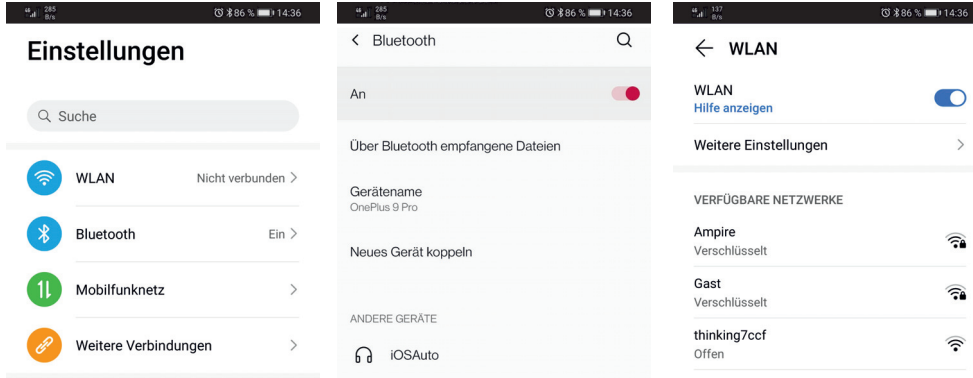 285
B/s
86 %
14:36
Einstellungen
Suche
WLAN
Nicht verbunden
Bluetooth
Ein
Mobilfunknetz
Weitere Verbindungen
285
B/s
86 %
14:36
Bluetooth
An
Über Bluetooth empfangene Dateien
Gerätename
OnePlus 9 Pro
Neues Gerät koppeln
ANDERE GERÄTE
iOSAuto
137
B/s
86 %
14:36
WLAN
WLAN
Hilfe anzeigen
Weitere Einstellungen
VERFÜGBARE NETZWERKE
Ampire
Verschlüsselt
Gast
Verschlüsselt
thinking7ccf
Offen